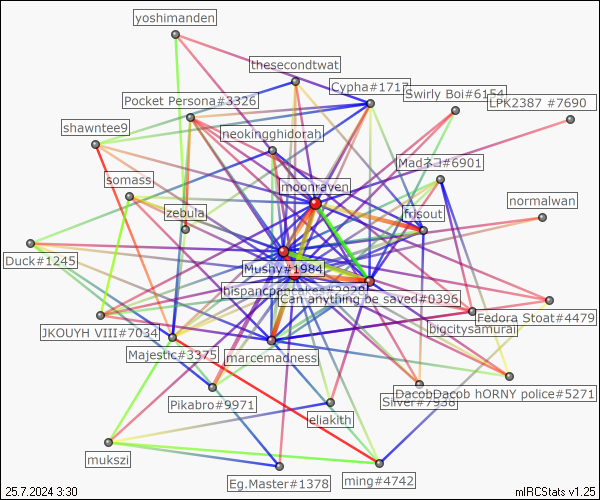 yoshimanden
thesecondtwat
Cypha#1717
Swirly Boi#6154
LPK2387 #7690
Pocket Persona#3326
shawntee9
neokingghidorah
Madネコ#6901
somass
moonraven
normalwan
zebula
frisout
Duck#1245
Mushy#1984
hispancpancakes#2929
Can anything be saved#0396
JKOUYH VIII#7034
bigcitysamurai
Fedora Stoat#4479
Majestic#3375
marcemadness
Pikabro#9971
Silver#7938
DacobDacob hORNY police#5271
eliakith
mukszi
Eg.Master#1378
ming#4742
25.7.2024 3:30
mIRCStats v1.25